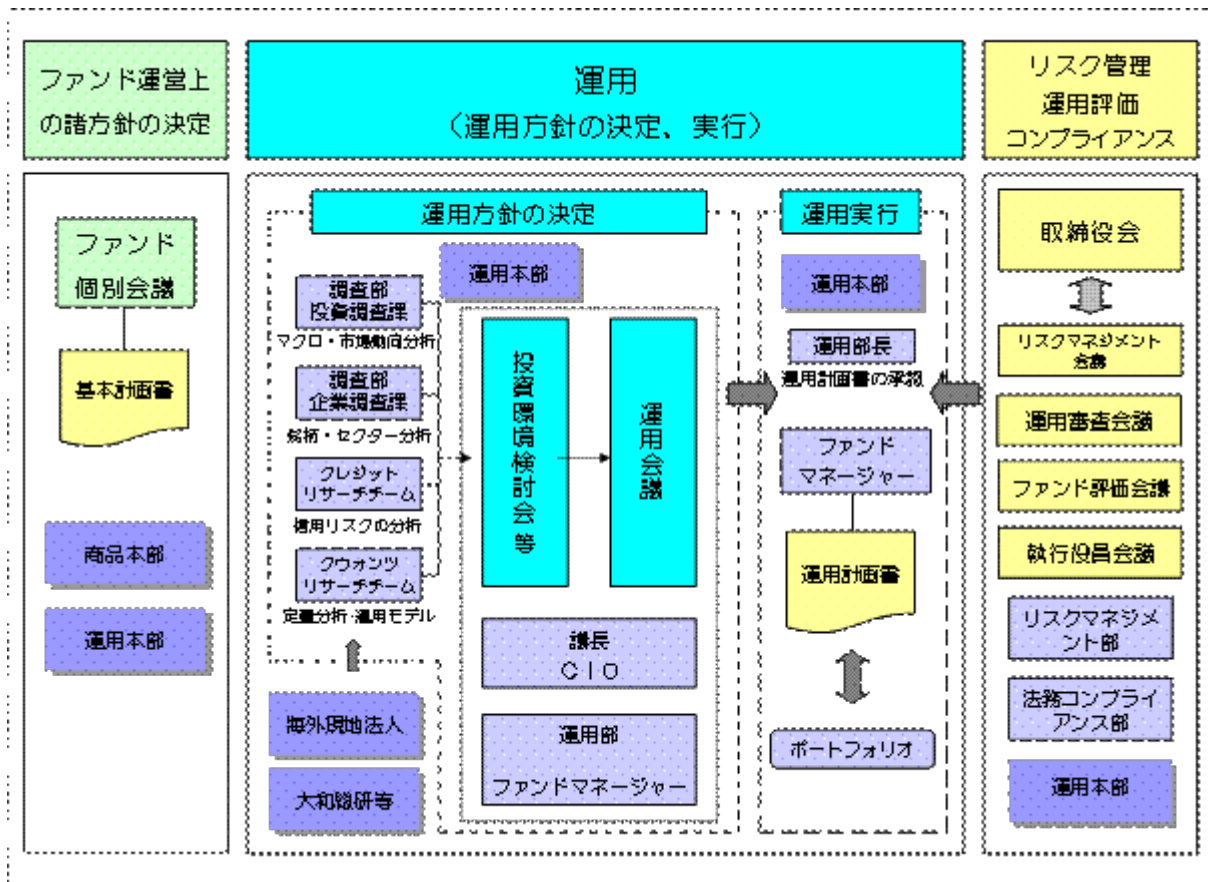 ファンド運営上
の諸方針の決定
運用
（運用方針の決定、実行）
リスク管理
運用評価
コンプライアンス
ファンド
個別会議
基本計画書
商品本部
運用本部
運用方針の決定
運用本部
調査部
投資調査課
マクロ・市場動向分析
調査部
企業調査課
銘柄・セクター分析
クレジット
リサーチチーム
信用リスクの分析
クウォンツ
リサーチチーム
定量分析・運用モデル
海外現地法人
大和総研等
投資環境検討会等
運用会議
議長
ＣＩＯ
運用部
ファンドマネージャー
運用実行
運用本部
運用部長
運用計画書の承認
ファンド
マネージャー
運用計画書
ポートフォリオ
取締役会
リスクマネジメント
会議
運用審査会議
ファンド評価会議
執行役員会議
リスクマネジメ
ント部
法務コンプライ
アンス部
運用本部